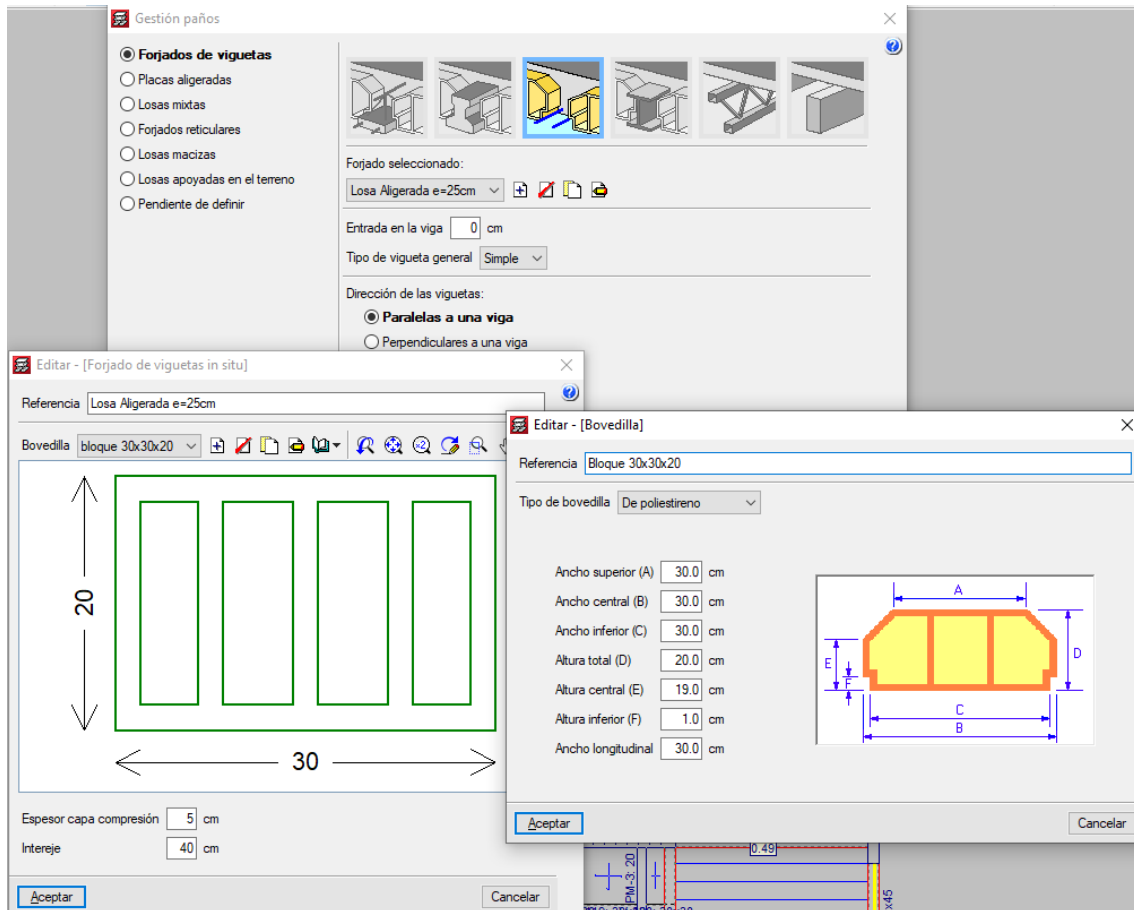 Gestión paños
Forjados de viguetas
Placas aligeradas
Losas mixtas
Forjados reticulares
Losas macizas
Losas apoyadas en el terreno
Pendiente de definir
Forjado seleccionado:
Losa Aligerada e=25cm
Entrada en la viga 0 cm
Tipo de vigueta general Simple
Dirección de las viguetas:
Paralelas a una viga
Perpendiculares a una viga
Editar - [Forjado de viguetas in situ]
Referencia Losa Aligerada e=25cm
Bovedilla bloque 30x30x20
20
30
Espesor capa compresión 5 cm
Intereje 40 cm
Aceptar Cancelar
Editar - [Bovedilla]
Referencia Bloque 30x30x20
Tipo de bovedilla De poliestireno
Ancho superior (A) 30.0 cm
Ancho central (B) 30.0 cm
Ancho inferior (C) 30.0 cm
Altura total (D) 20.0 cm
Altura central (E) 19.0 cm
Altura inferior (F) 1.0 cm
Ancho longitudinal 30.0 cm
A
E
F
D
C
B
Aceptar Cancelar
0.49
PM-3: 20
x45